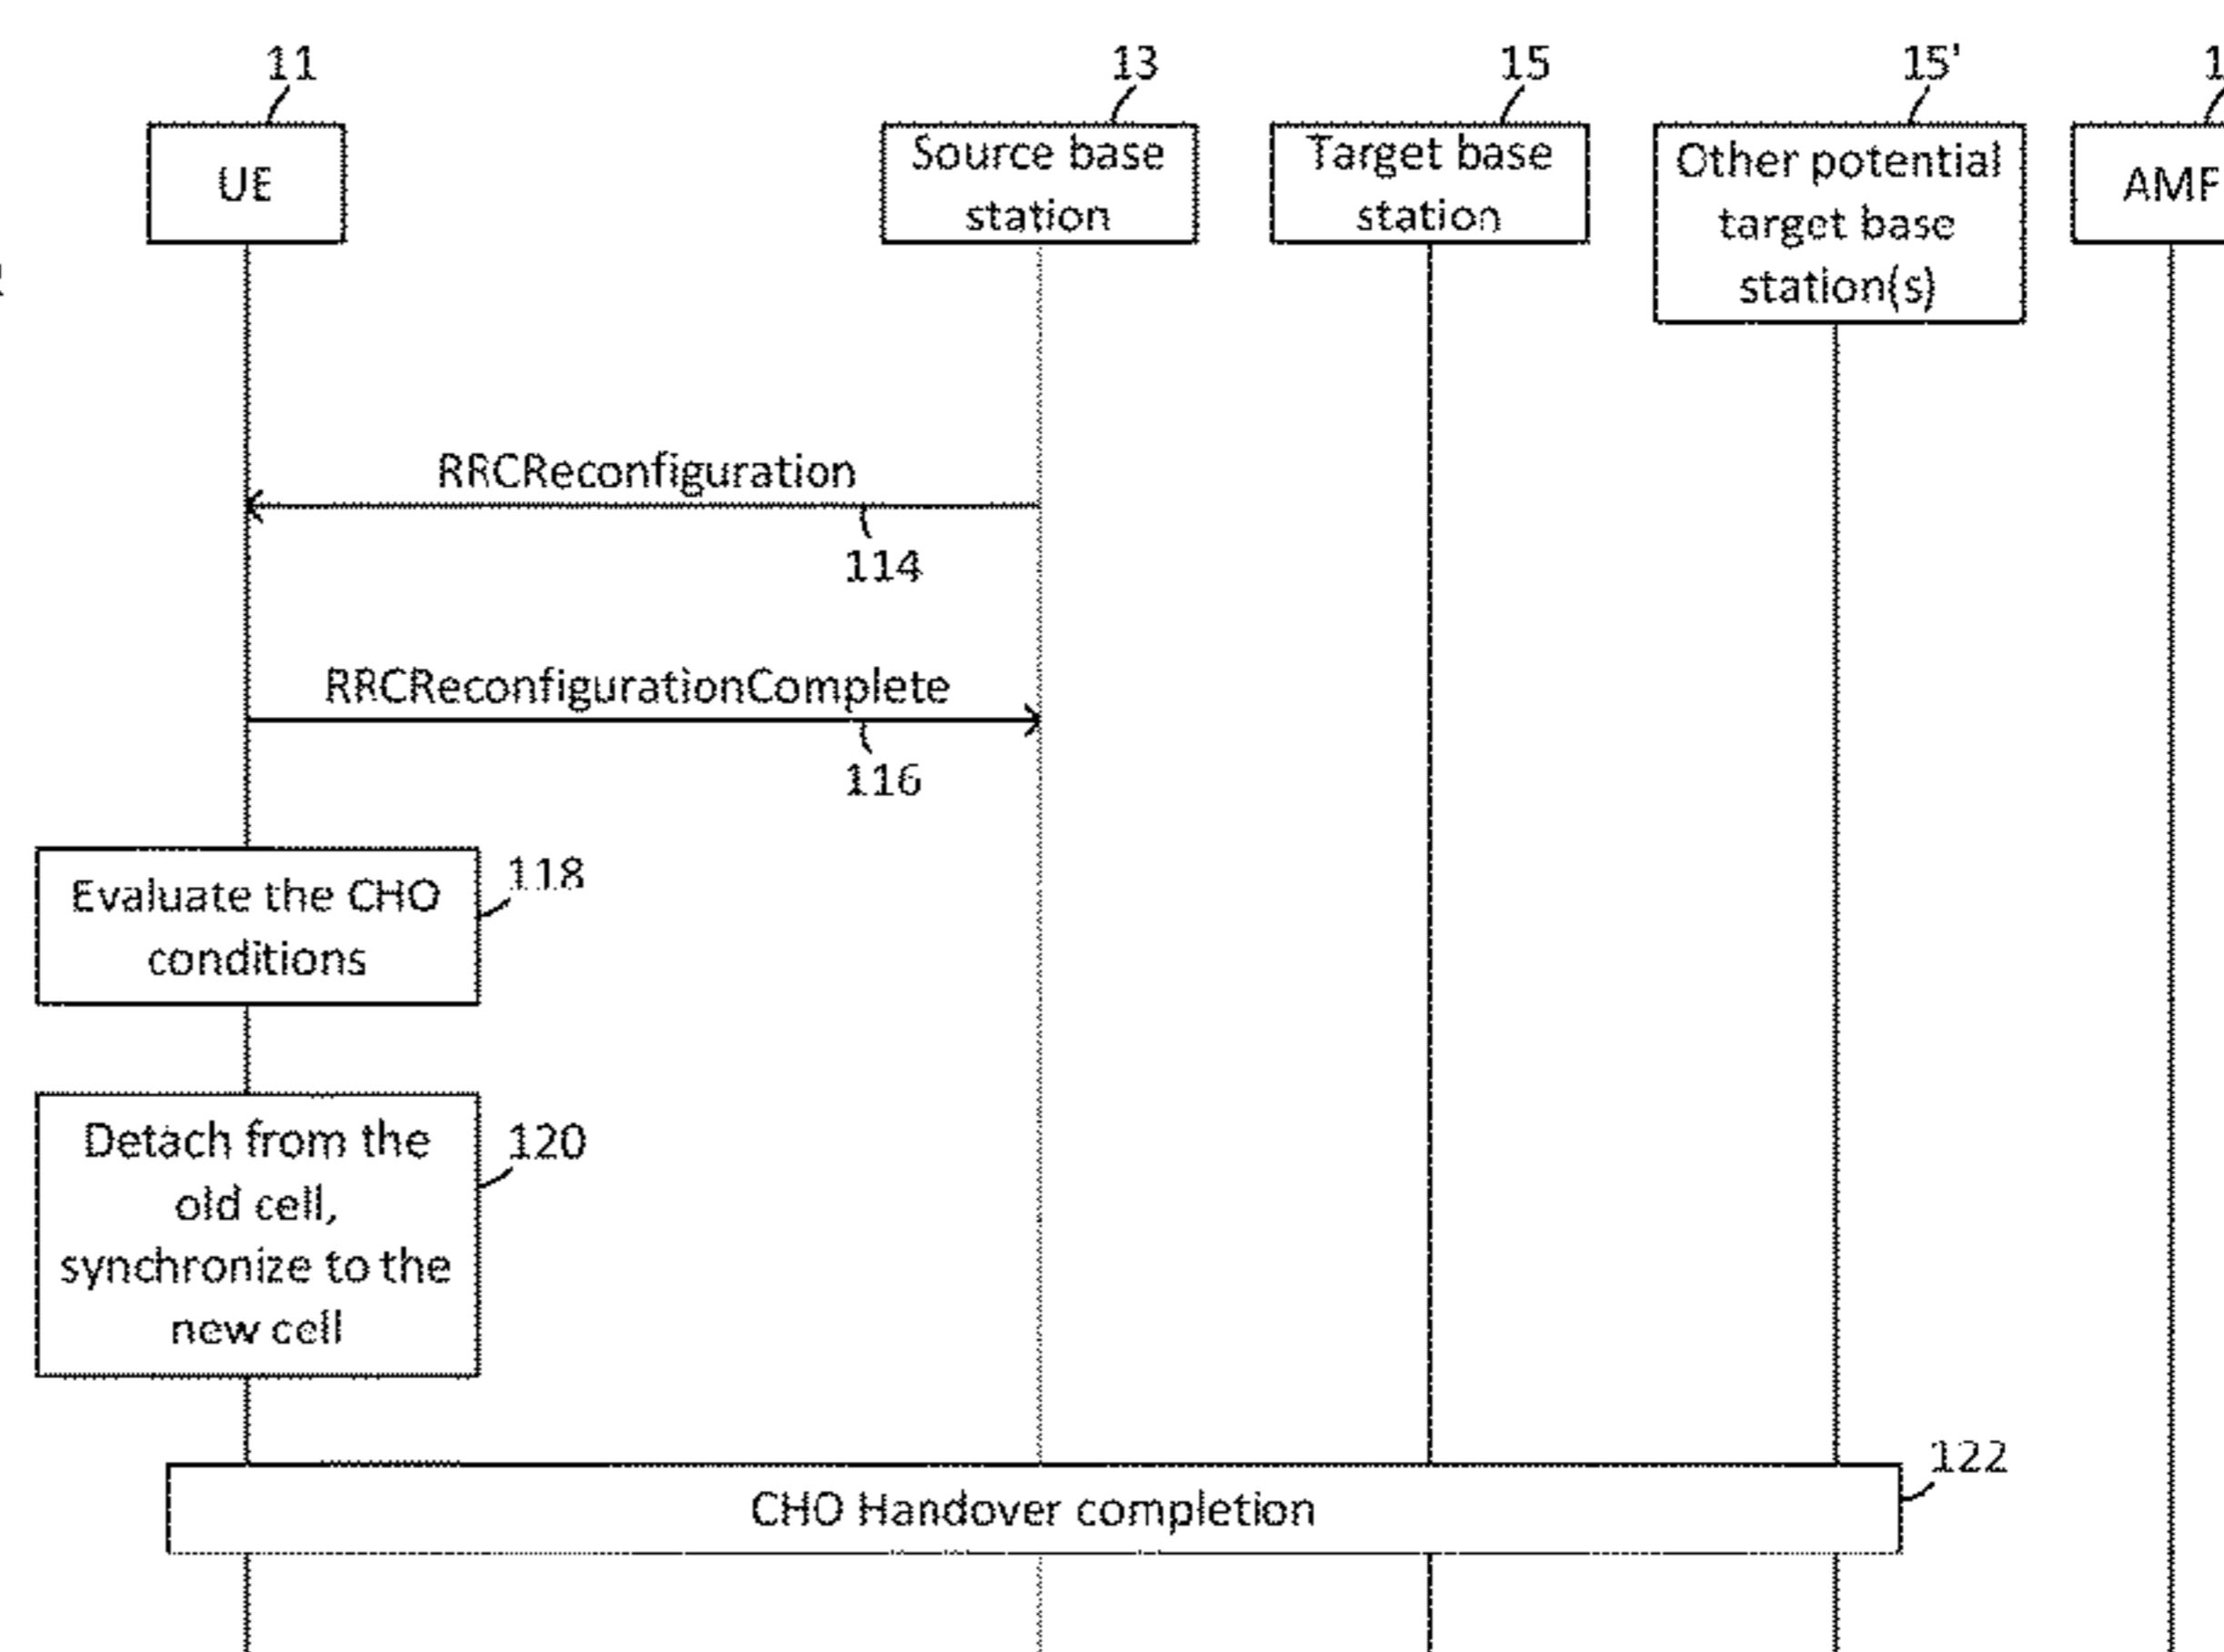 11
13
15
15'
1
UE
Source base
station
Target base
station
Other potential
target base
station(s)
AMF
RRCReconfiguration
114
RRCReconfigurationComplete
116
Evaluate the CHO
conditions
118
Detach from the
old cell,
synchronize to the
new cell
120
CHO Handover completion
122